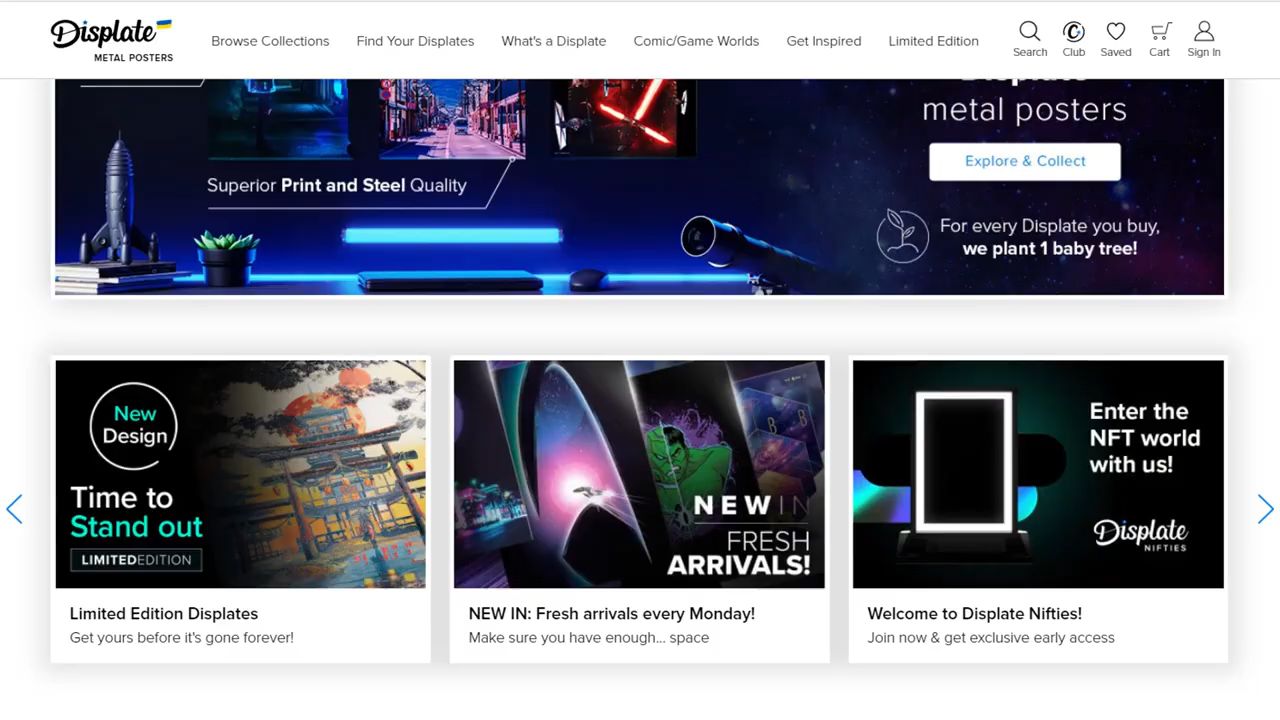 Displate
METAL POSTERS
Browse Collections
Find Your Displates
What's a Displate
Comic/Game Worlds
Get Inspired
Limited Edition
Search
Club
Saved
Cart
Sign In
metal posters
Explore & Collect
Superior Print and Steel Quality
For every Displate you buy,
we plant 1 baby tree!
New
Design
Time to
Stand out
LIMITEDEDITION
NEW IN
FRESH
ARRIVALS!
Enter the
NFT world
with us!
Displate
NIFTIES
Limited Edition Displates
Get yours before it's gone forever!
NEW IN: Fresh arrivals every Monday!
Make sure you have enough... space
Welcome to Displate Nifties!
Join now & get exclusive early access